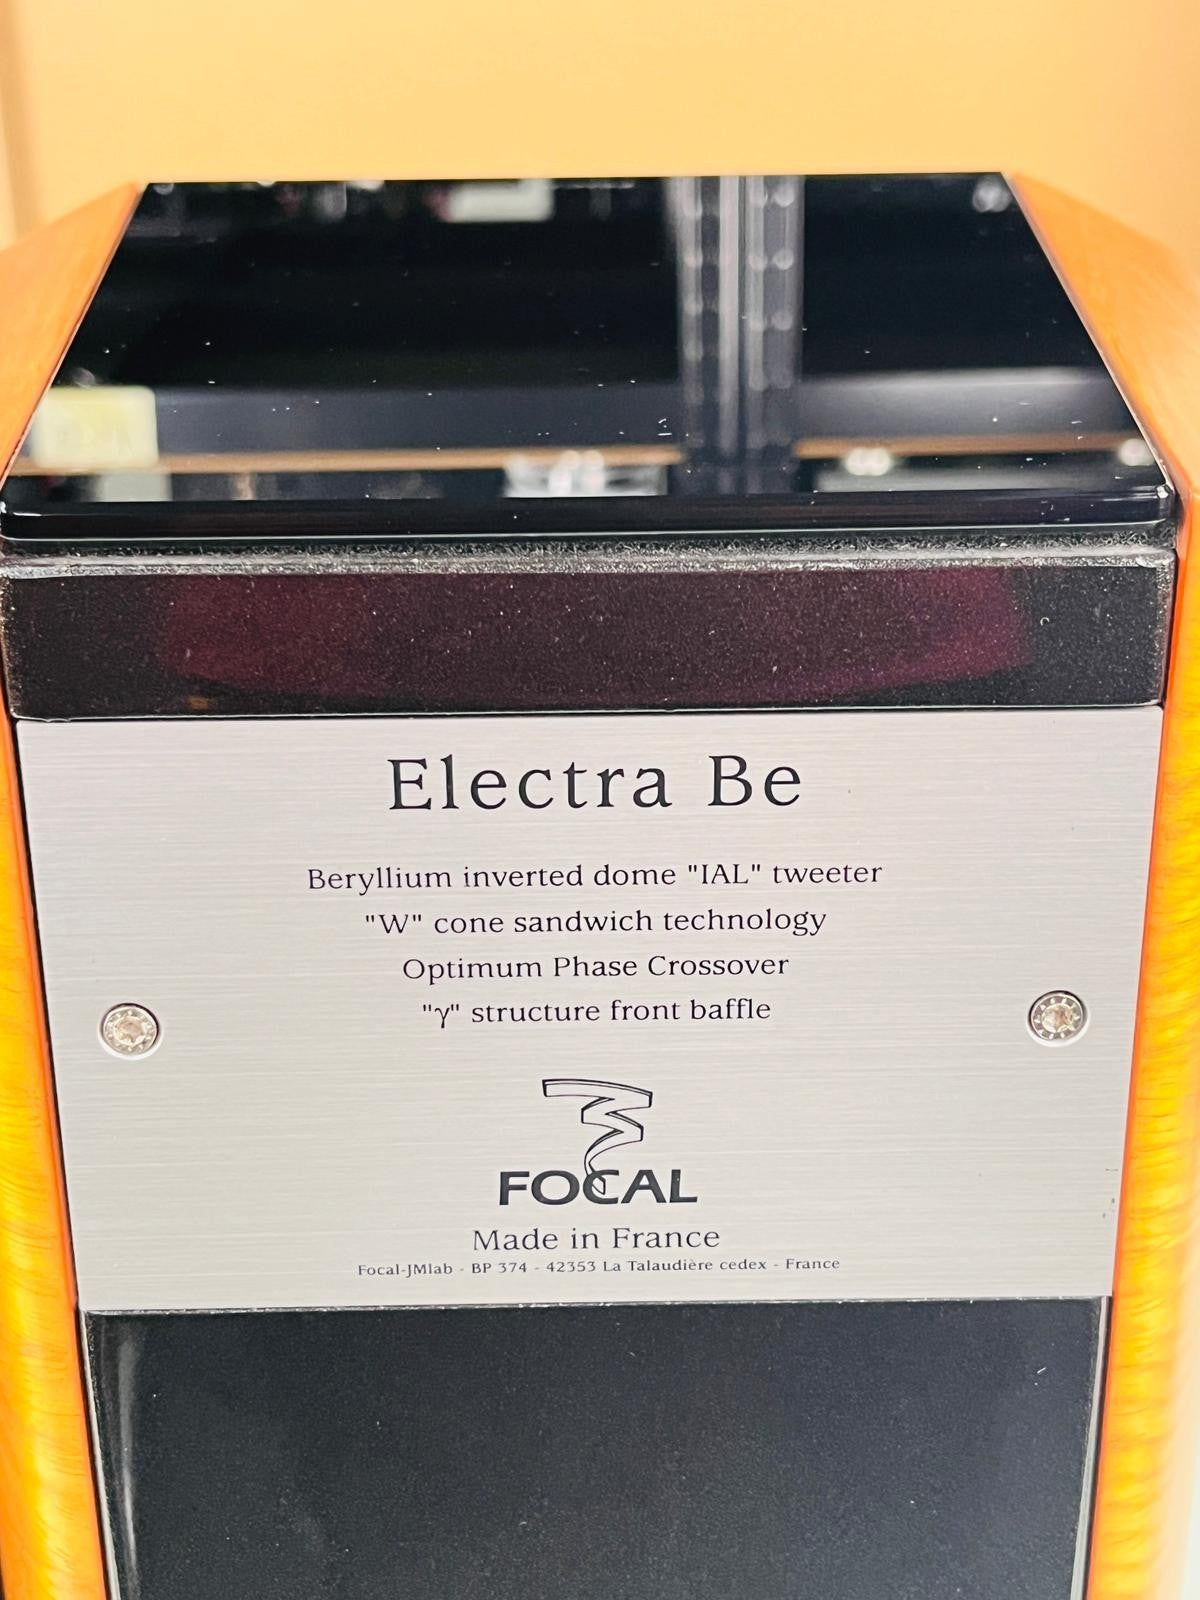 Electra Be
Beryllium inverted dome "IAL" tweeter
"W" cone sandwich technology
Optimum Phase Crossover
"γ" structure front baffle
FOCAL
Made in France
Focal-JMlab - BP 374 - 42353 La Talaudière cedex - France